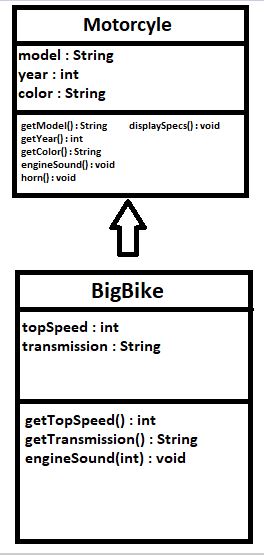 Motorcyle
model : String
year : int
color : String
getModel() : String displaySpecs() : void
getYear() : int
getColor() : String
engineSound() : void
horn() : void
BigBike
topSpeed : int
transmission : String
getTopSpeed() : int
getTransmission() : String
engineSound(int) : void